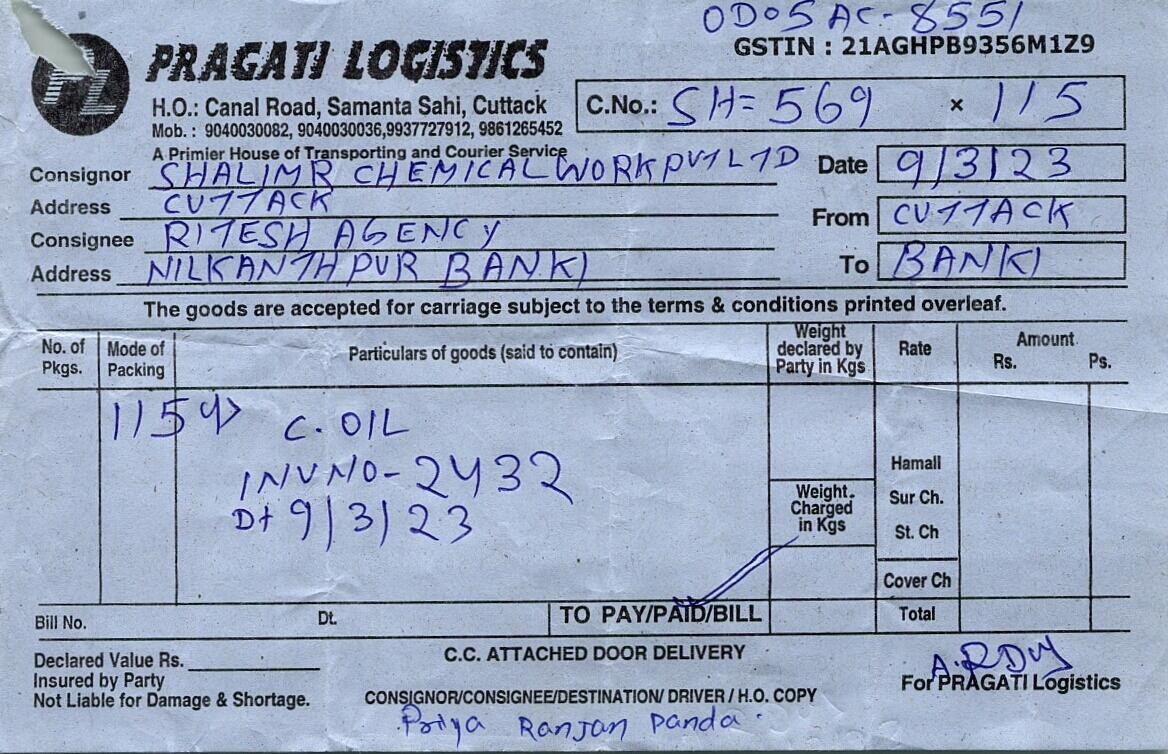 OD05 AC-8551
PL
PRAGATI LOGISTICS
GSTIN : 21AGHPB9356M1Z9
H.O.: Canal Road, Samanta Sahi, Cuttack
Mob. : 9040030082, 9040030036,9937727912, 9861265452
A Primier House of Transporting and Courier Service
C.No.: SH=569 × 115
Consignor SHALIMR CHEMICAL WORK PVT LTD
Date 9/3/23
Address CUTTACK
From CUTTACK
Consignee RITESH AGENCY
Address NILKANTHPUR BANKI
To BANKI
The goods are accepted for carriage subject to the terms & conditions printed overleaf.
No. of Pkgs. Mode of Packing Particulars of goods (said to contain) Weight declared by Party in Kgs Rate Amount Rs. Ps.
115 C. OIL
INV NO-2432
Dt 9/3/23
Weight. Charged in Kgs
Hamali
Sur Ch.
St. Ch
Cover Ch
Bill No. Dt. TO PAY/PAID/BILL Total
Declared Value Rs.
Insured by Party
Not Liable for Damage & Shortage.
C.C. ATTACHED DOOR DELIVERY
CONSIGNOR/CONSIGNEE/DESTINATION/ DRIVER / H.O. COPY
For PRAGATI Logistics
Priya Ranjan Panda.